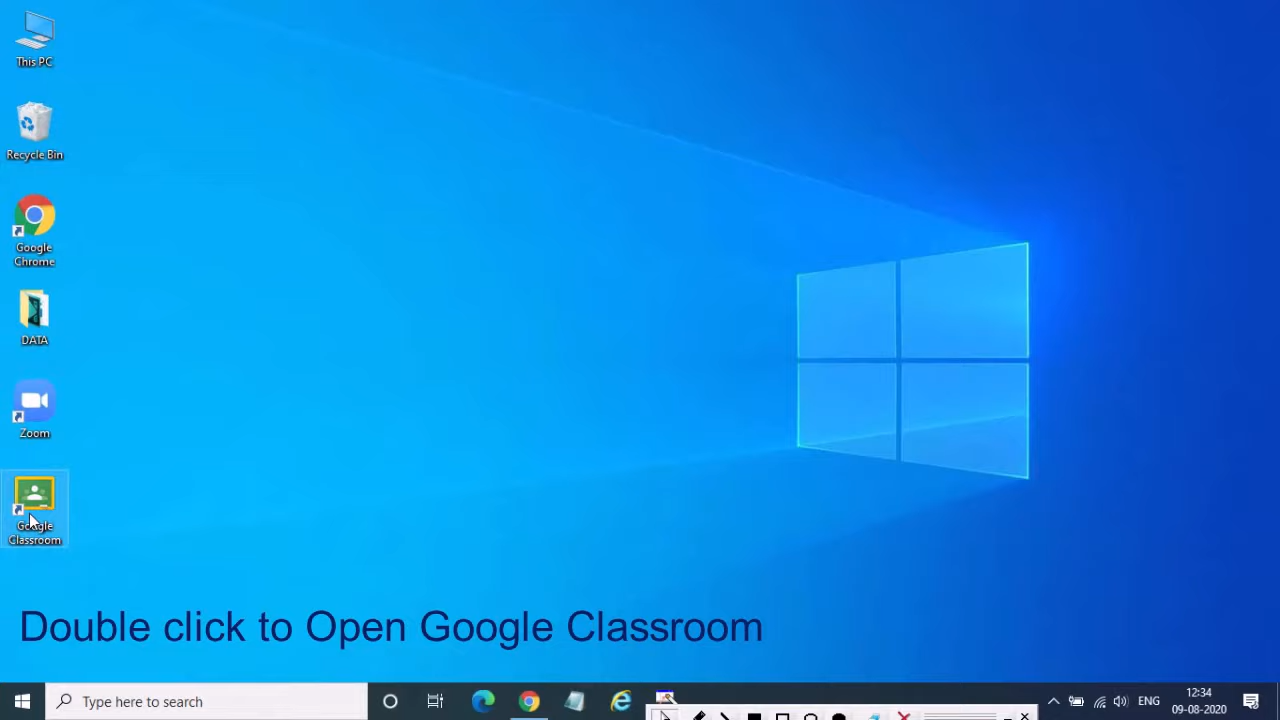 This PC
Recycle Bin
Google
Chrome
DATA
Zoom
Google
Classroom
Double click to Open Google Classroom
Type here to search
ENG
12:34
09-08-2020